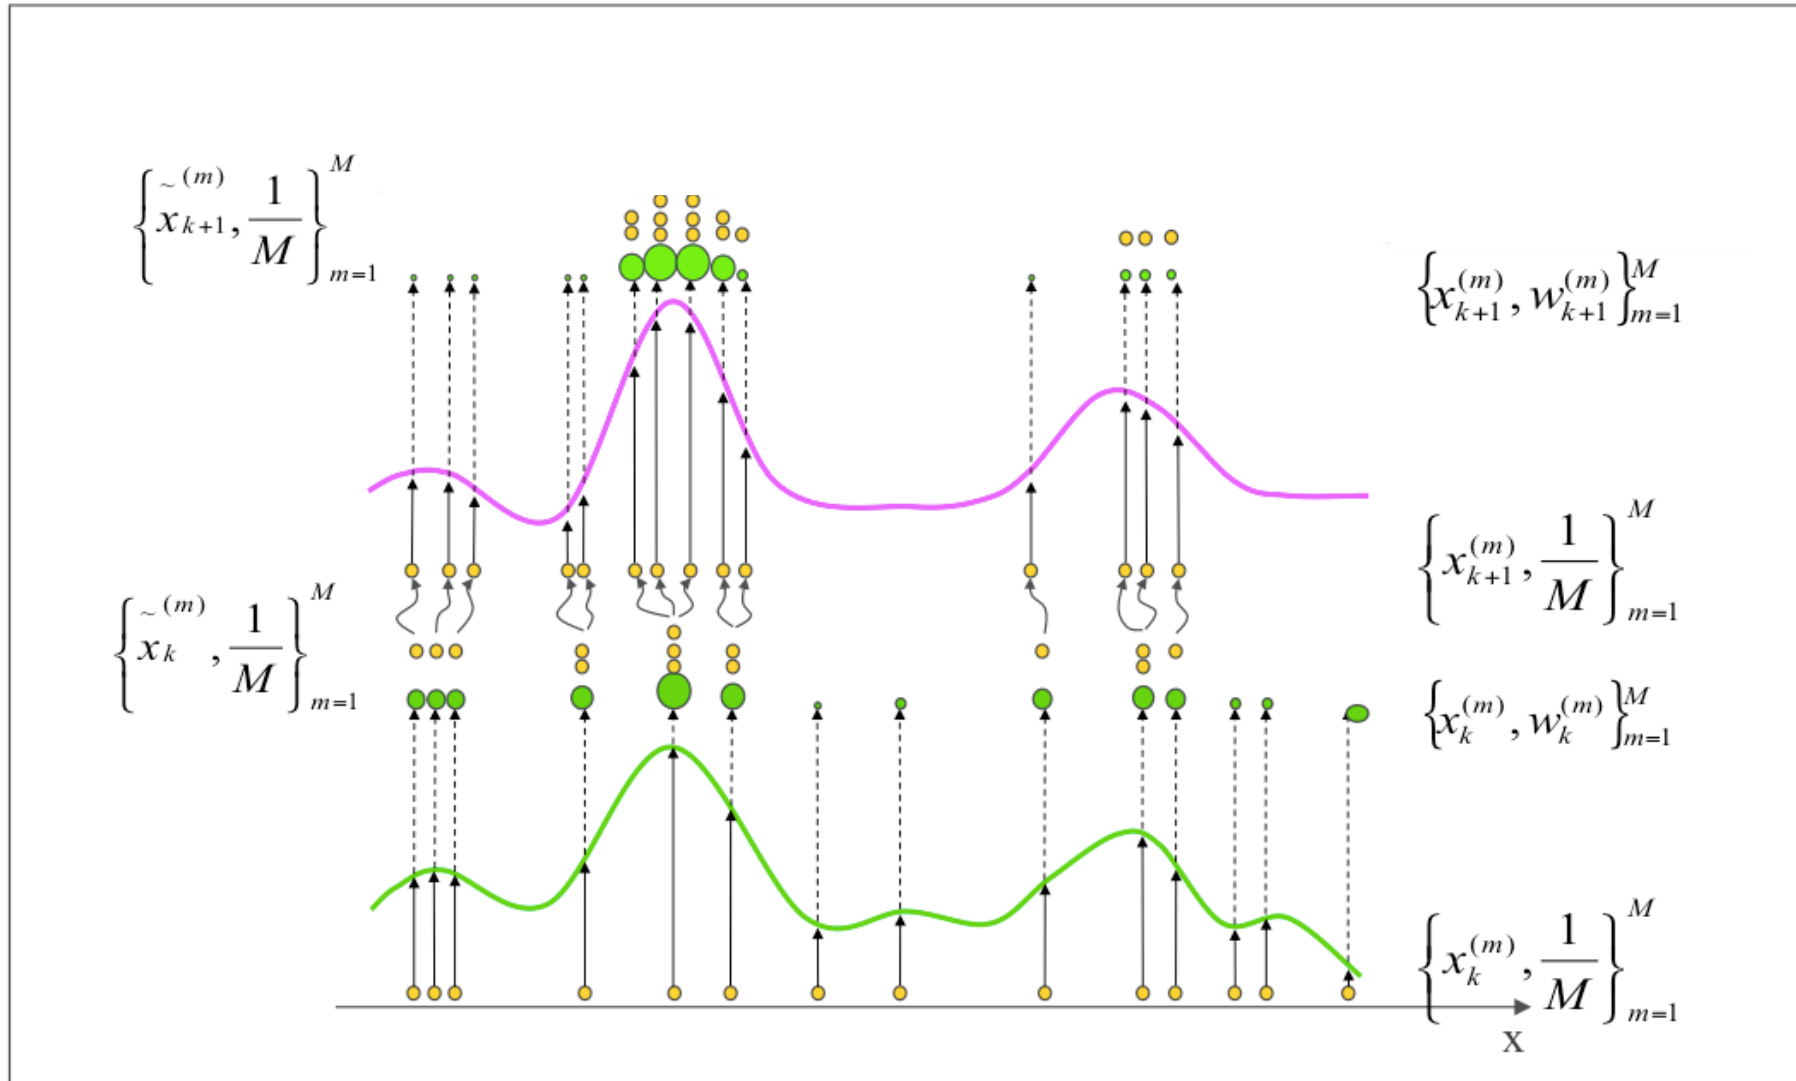 {x̃_{k+1}^{(m)}, 1/M}_{m=1}^{M}
{x_{k+1}^{(m)}, w_{k+1}^{(m)}}_{m=1}^{M}
{x_{k+1}^{(m)}, 1/M}_{m=1}^{M}
{x̃_k^{(m)}, 1/M}_{m=1}^{M}
{x_k^{(m)}, w_k^{(m)}}_{m=1}^{M}
{x_k^{(m)}, 1/M}_{m=1}^{M}
X